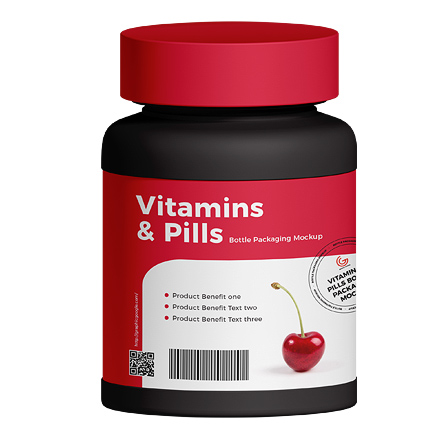 Vitamins
& Pills Bottle Packaging Mockup
Product Benefit one
Product Benefit Text two
Product Benefit Text three
VITAMIN
PILLS BO
PACKA
MOC